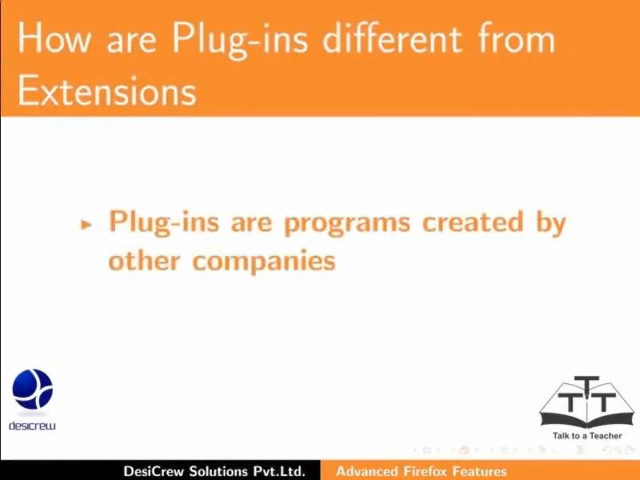 How are Plug-ins different from
Extensions
Plug-ins are programs created by
other companies
desicrew
TTT
Talk to a Teacher
DesiCrew Solutions Pvt.Ltd. Advanced Firefox Features